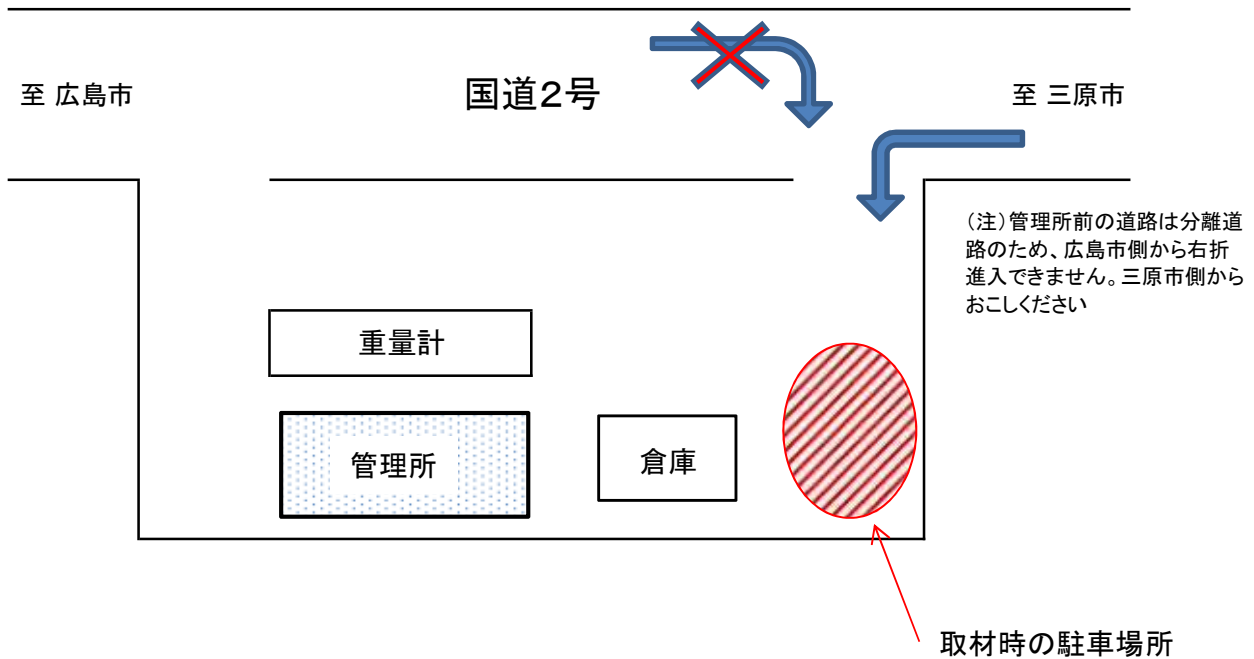 至 広島市
国道2号
至 三原市
（注）管理所前の道路は分離道
路のため、広島市側から右折
進入できません。三原市側から
おこしください
重量計
管理所
倉庫
取材時の駐車場所